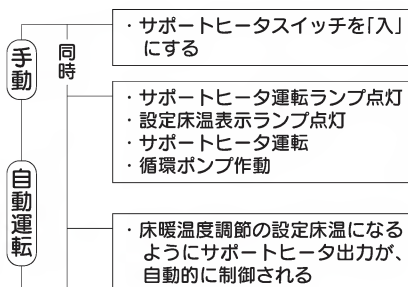 手動
同時
・サポートヒータスイッチを「入」
にする
・サポートヒータ運転ランプ点灯
・設定床温表示ランプ点灯
・サポートヒータ運転
・循環ポンプ作動
自動運転
・床暖温度調節の設定床温になる
ようにサポートヒータ出力が、
自動的に制御される